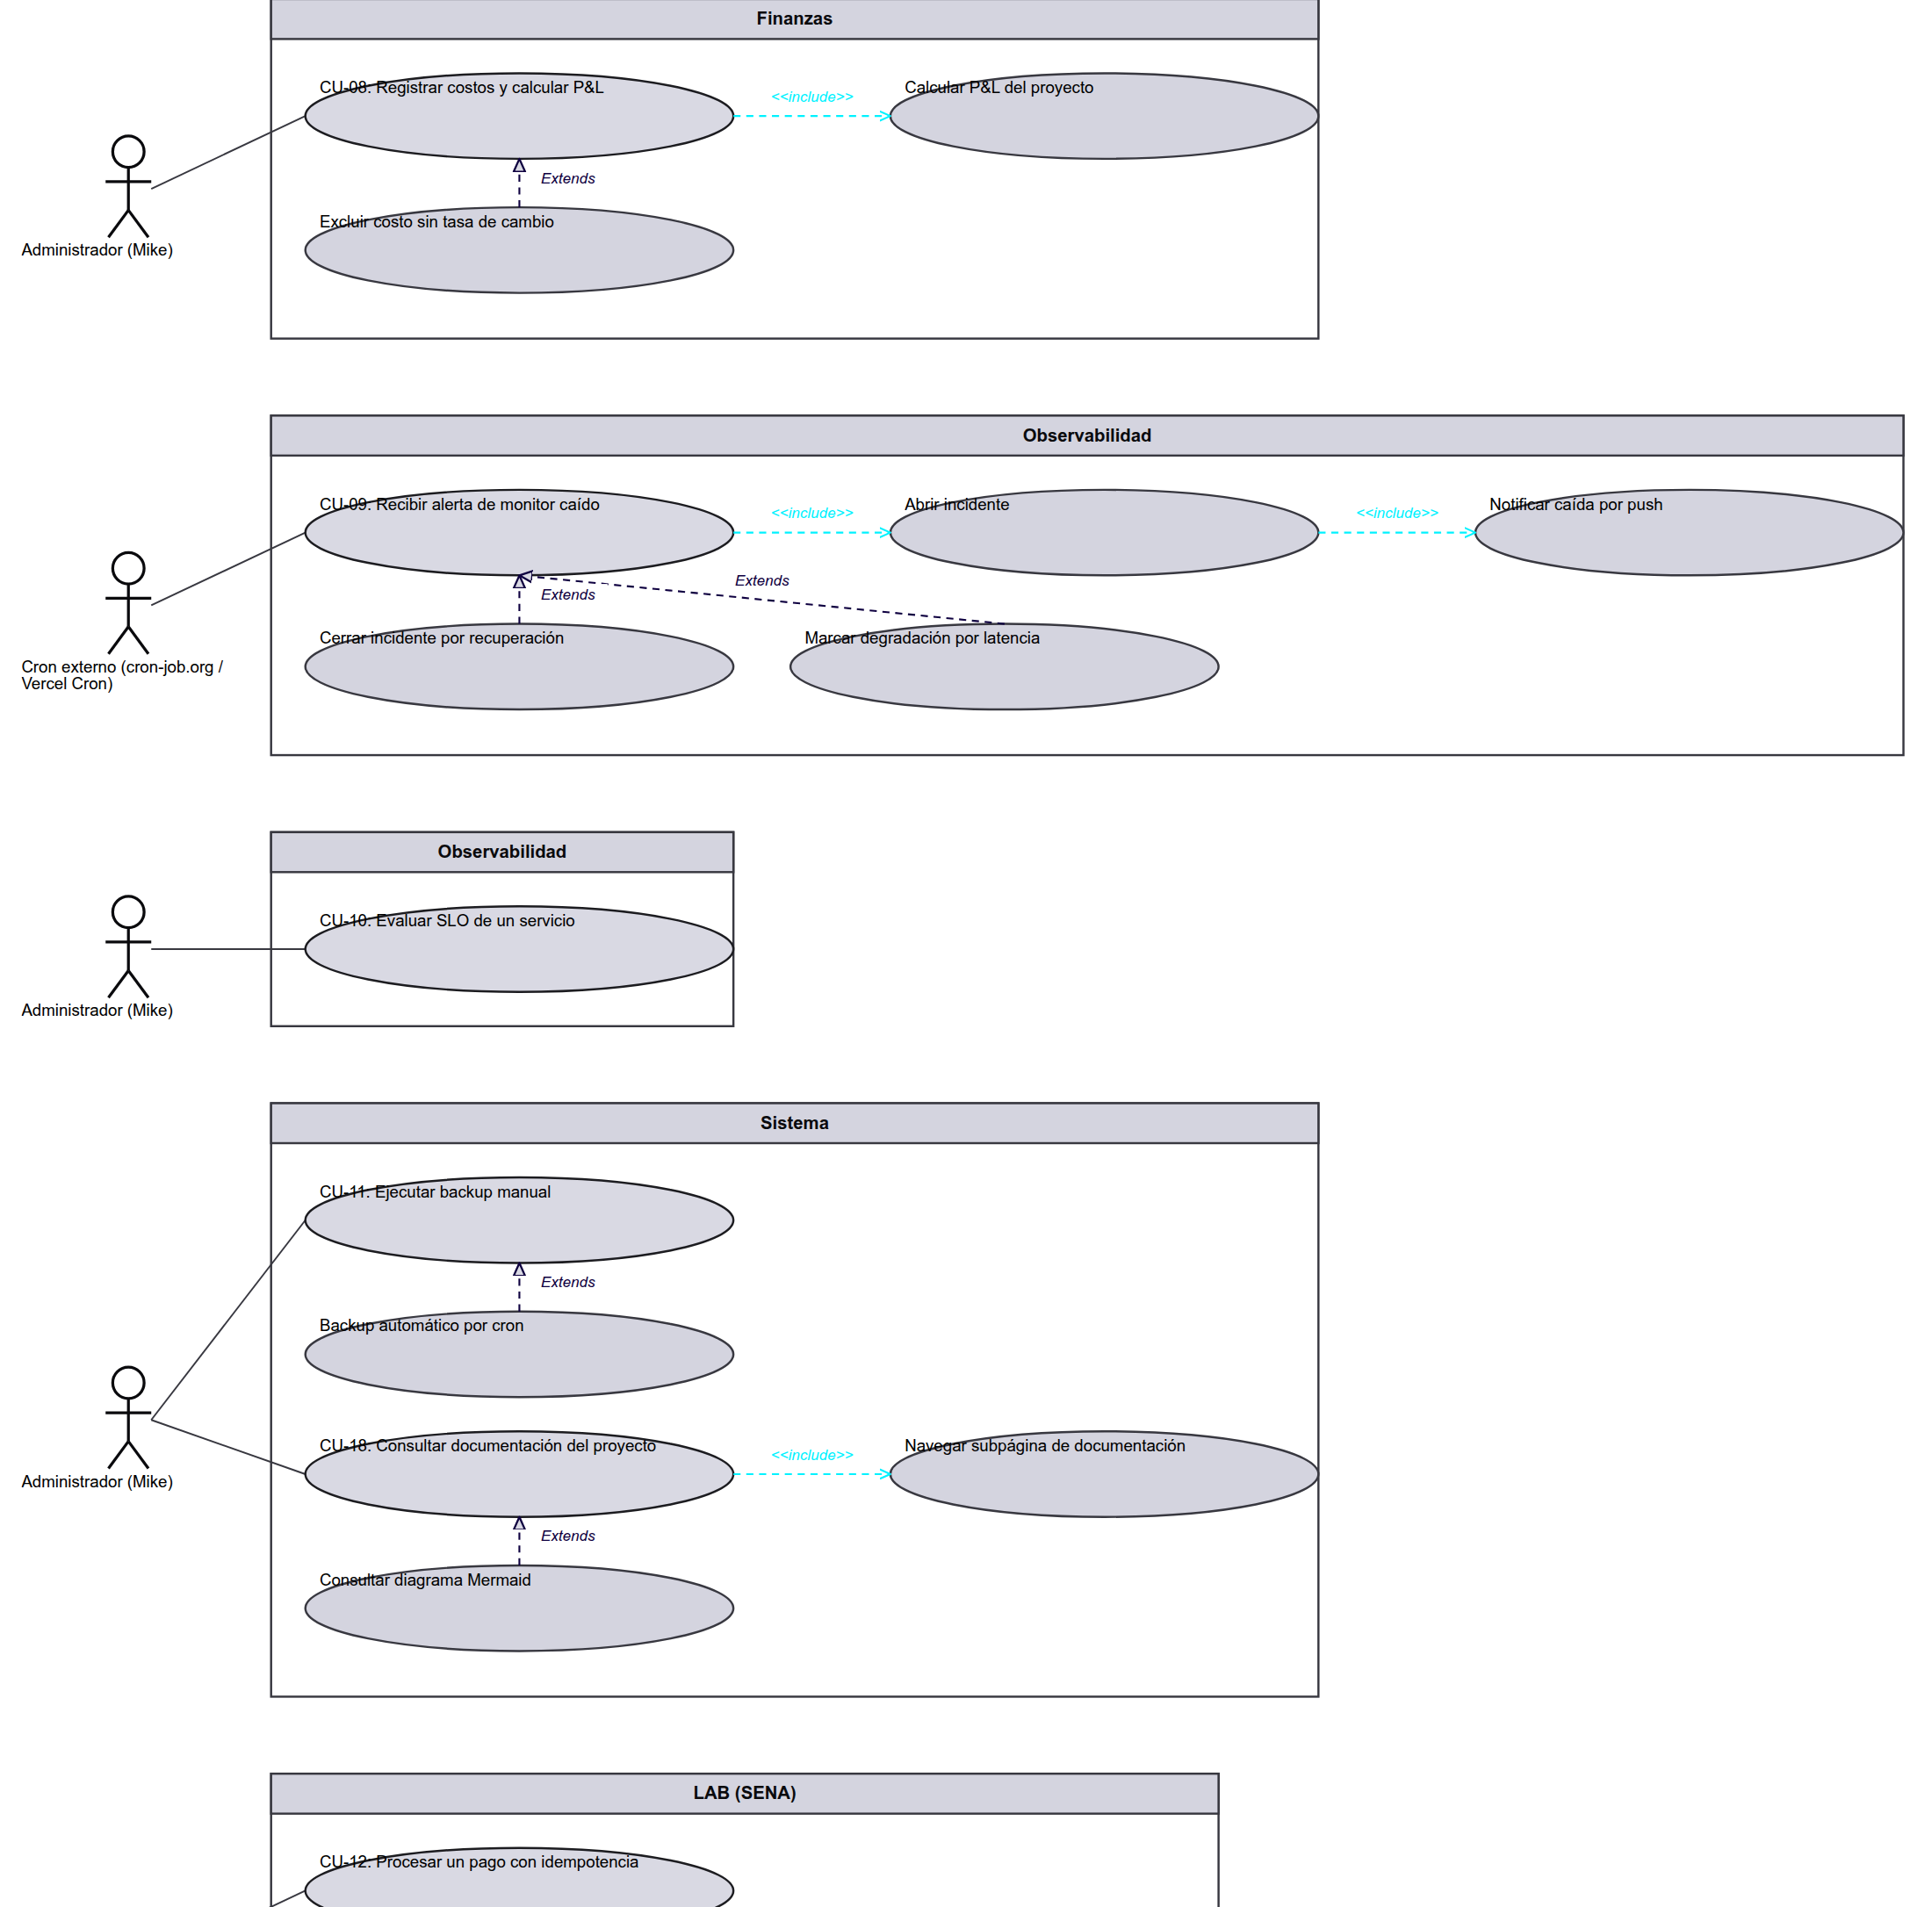 Finanzas
CU-08: Registrar costos y calcular P&L
<<include>>
Calcular P&L del proyecto
Extends
Excluir costo sin tasa de cambio
Administrador (Mike)
Observabilidad
CU-09: Recibir alerta de monitor caído
<<include>>
Abrir incidente
<<include>>
Notificar caída por push
Extends
Extends
Cerrar incidente por recuperación
Marcar degradación por latencia
Cron externo (cron-job.org /
Vercel Cron)
Observabilidad
CU-10: Evaluar SLO de un servicio
Administrador (Mike)
Sistema
CU-11: Ejecutar backup manual
Extends
Backup automático por cron
CU-18: Consultar documentación del proyecto
<<include>>
Navegar subpágina de documentación
Administrador (Mike)
Extends
Consultar diagrama Mermaid
LAB (SENA)
CU-12: Procesar un pago con idempotencia